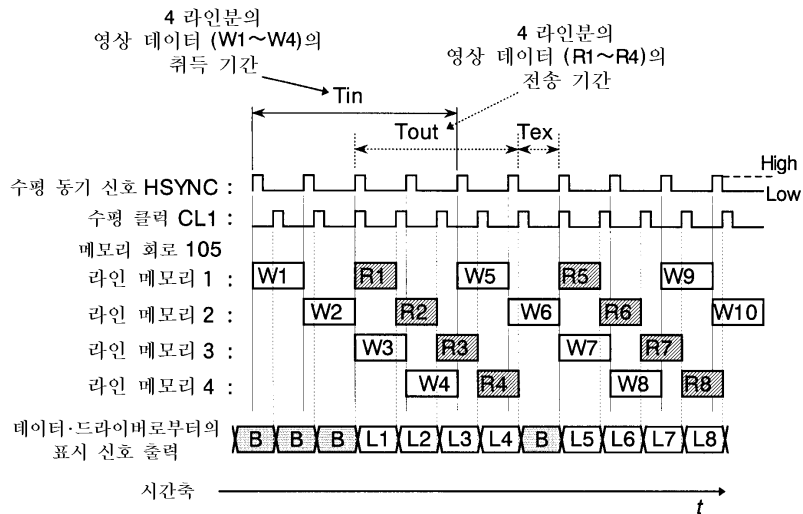 4 라인분의
영상 데이터 (W1～W4)의
취득 기간
4 라인분의
영상 데이터 (R1～R4)의
전송 기간
Tin
Tout
Tex
High
Low
수평 동기 신호 HSYNC :
수평 클럭 CL1 :
메모리 회로 105
라인 메모리 1 : W1 R1 W5 R5 W9
라인 메모리 2 : W2 R2 W6 R6 W10
라인 메모리 3 : W3 R3 W7 R7
라인 메모리 4 : W4 R4 W8 R8
데이터·드라이버로부터의
표시 신호 출력
B B B L1 L2 L3 L4 B L5 L6 L7 L8
시간축
t